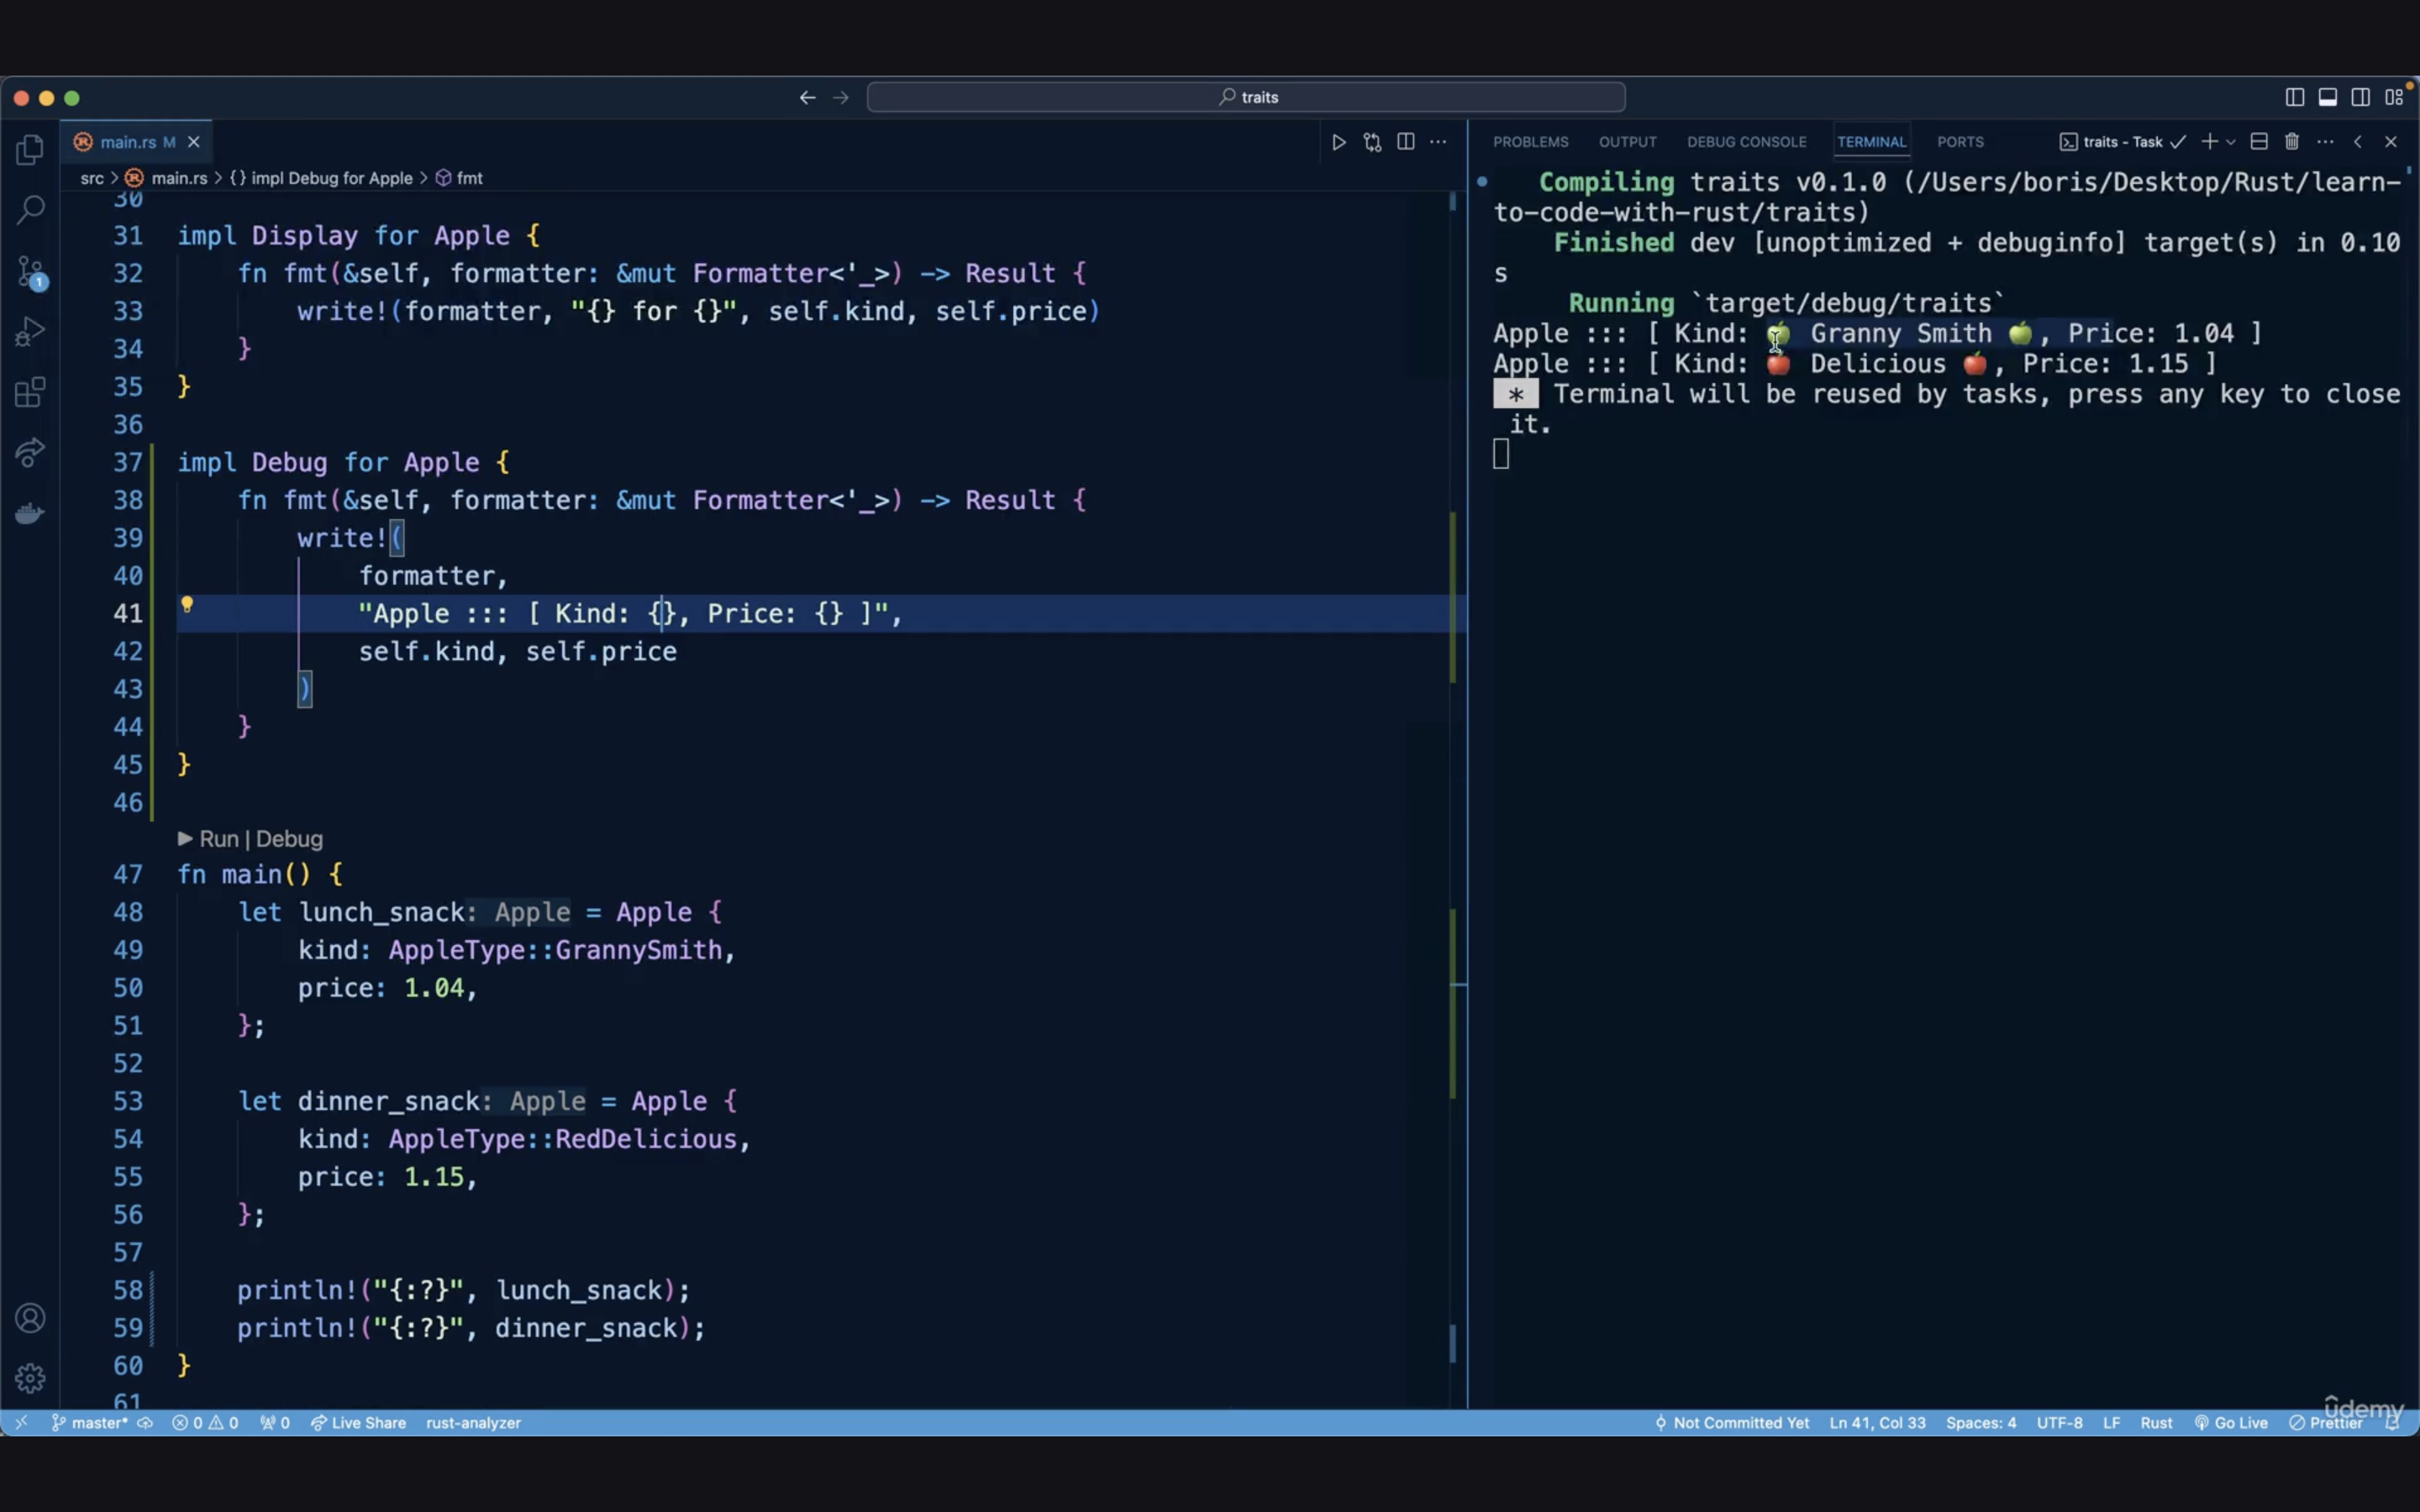 traits
main.rs M
src > main.rs > {} impl Debug for Apple > fmt
30
31 impl Display for Apple {
32     fn fmt(&self, formatter: &mut Formatter<'_>) -> Result {
33         write!(formatter, "{} for {}", self.kind, self.price)
34     }
35 }
36
37 impl Debug for Apple {
38     fn fmt(&self, formatter: &mut Formatter<'_>) -> Result {
39         write!(
40             formatter,
41             "Apple ::: [ Kind: {}, Price: {} ]",
42             self.kind, self.price
43         )
44     }
45 }
46
Run | Debug
47 fn main() {
48     let lunch_snack: Apple = Apple {
49         kind: AppleType::GrannySmith,
50         price: 1.04,
51     };
52
53     let dinner_snack: Apple = Apple {
54         kind: AppleType::RedDelicious,
55         price: 1.15,
56     };
57
58     println!("{:?}", lunch_snack);
59     println!("{:?}", dinner_snack);
60 }
61
PROBLEMS OUTPUT DEBUG CONSOLE TERMINAL PORTS traits - Task
Compiling traits v0.1.0 (/Users/boris/Desktop/Rust/learn-
to-code-with-rust/traits)
Finished dev [unoptimized + debuginfo] target(s) in 0.10
s
Running `target/debug/traits`
Apple ::: [ Kind: 🍏 Granny Smith 🍏, Price: 1.04 ]
Apple ::: [ Kind: 🍎 Delicious 🍎, Price: 1.15 ]
* Terminal will be reused by tasks, press any key to close
it.
1
master* 0 0 0 Live Share rust-analyzer Not Committed Yet Ln 41, Col 33 Spaces: 4 UTF-8 LF Rust Go Live Prettier
udemy